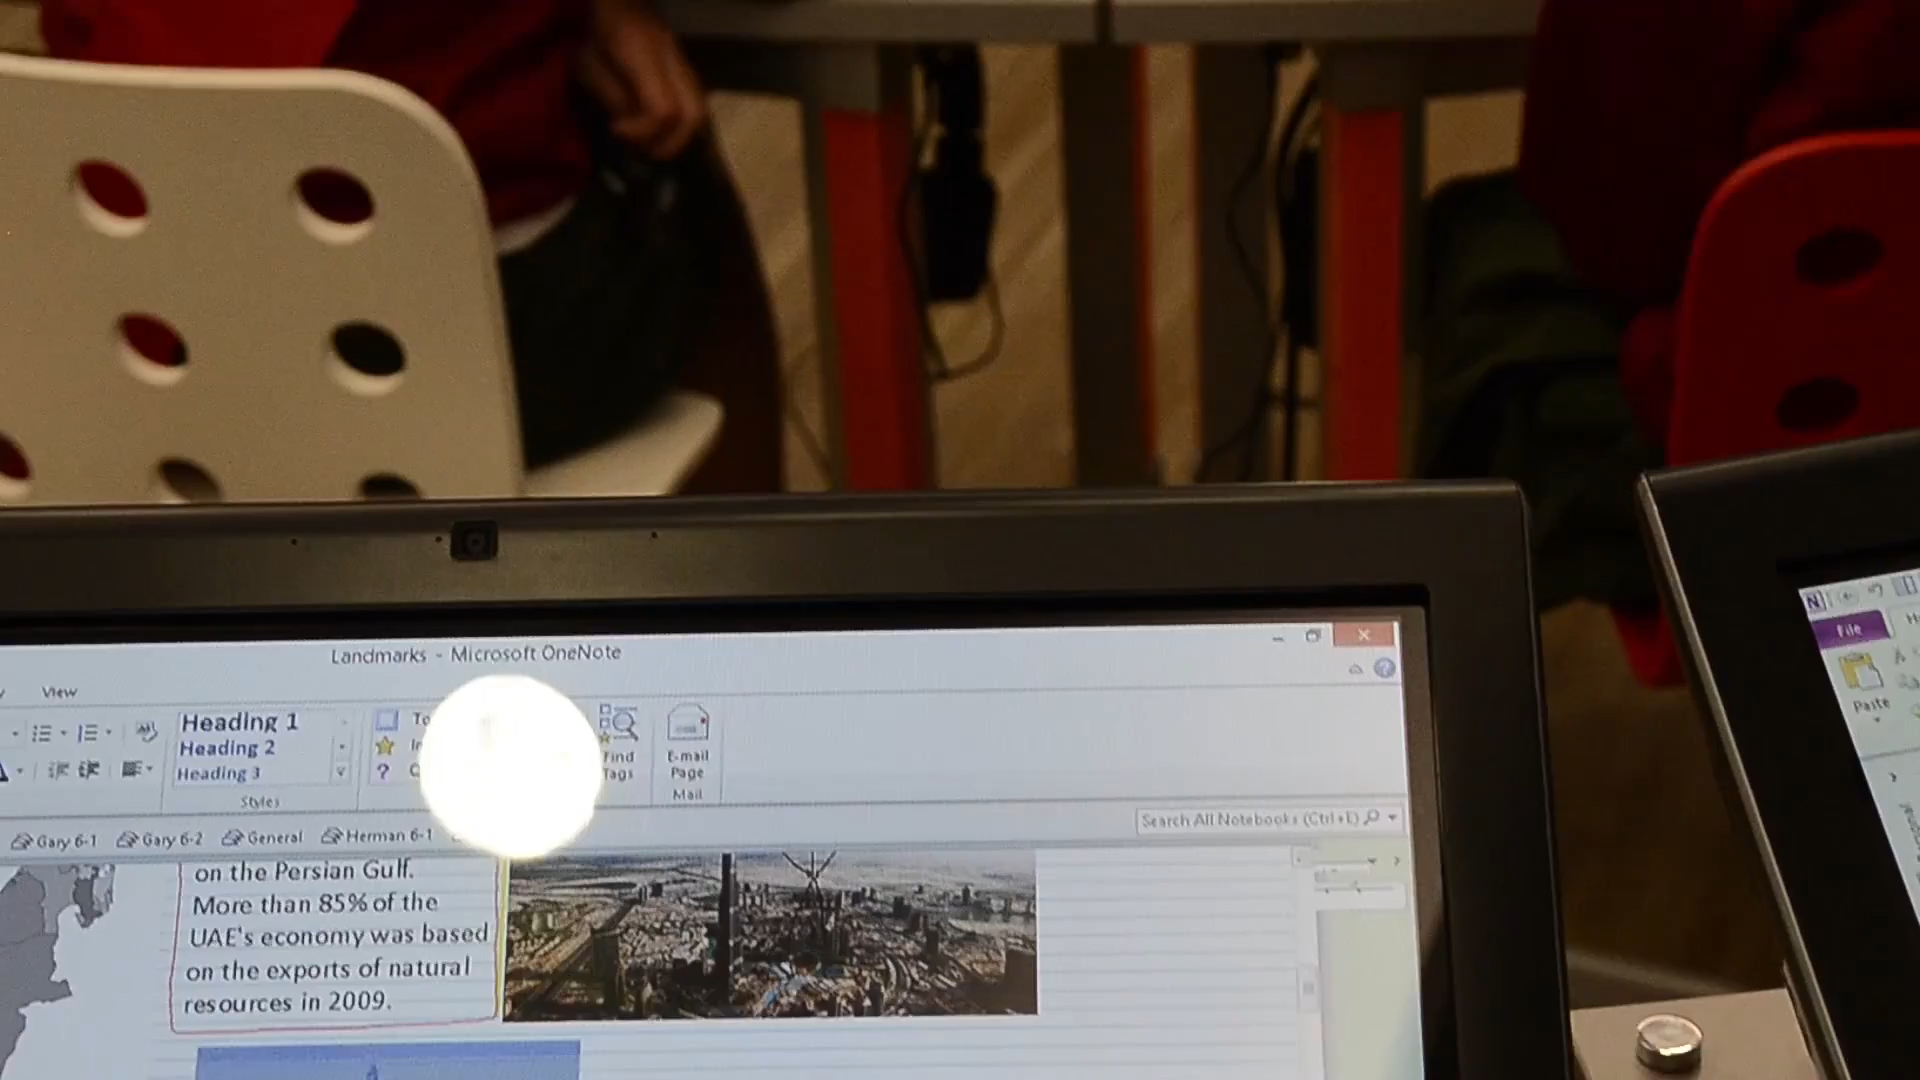 Landmarks - Microsoft OneNote
View
Heading 1
Heading 2
Heading 3
Styles
Find
Tags
E-mail
Page
Mail
Search All Notebooks (Ctrl+E)
Gary 6-1
Gary 6-2
General
Herman 6-1
on the Persian Gulf.
More than 85% of the
UAE's economy was based
on the exports of natural
resources in 2009.
N
File
Paste